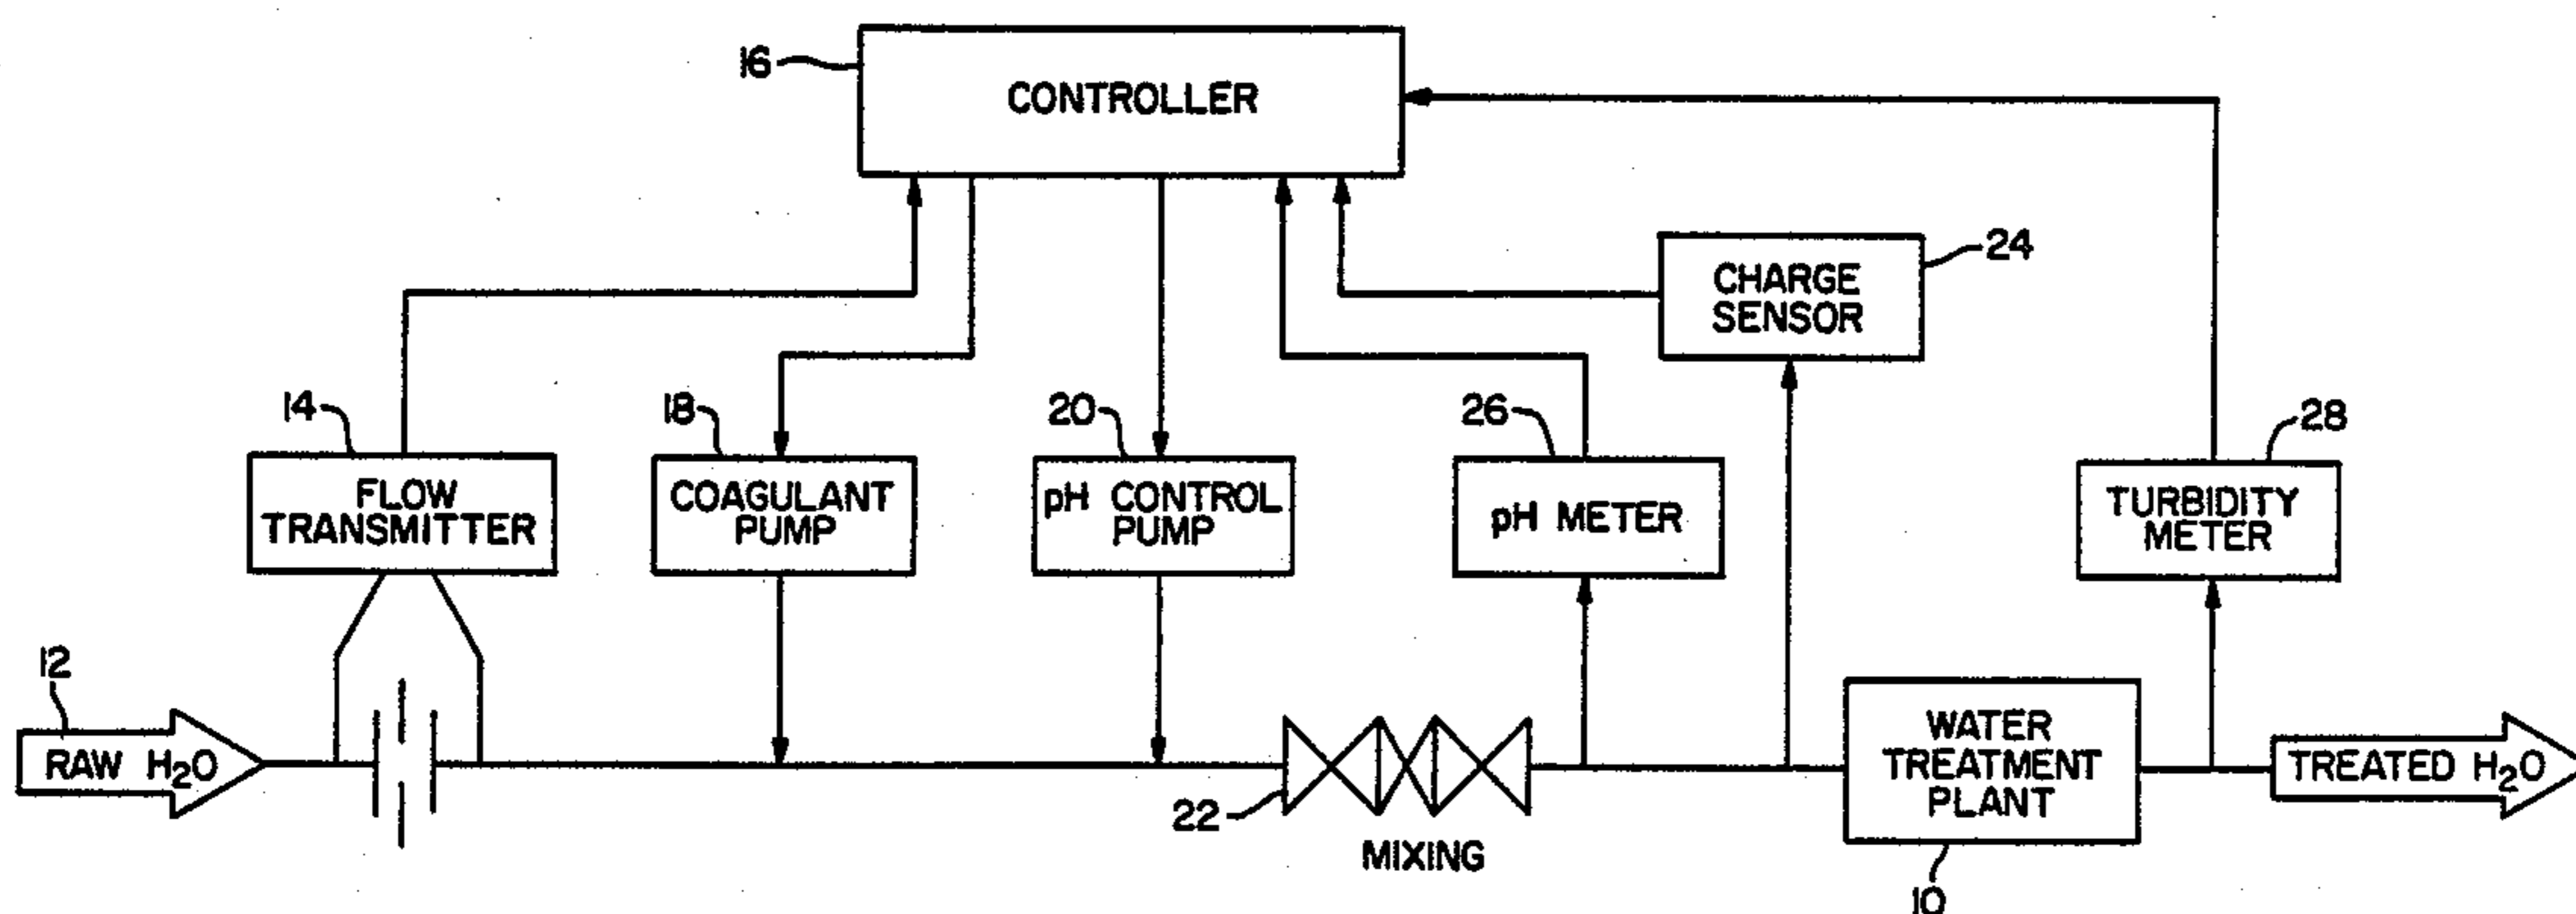 16
CONTROLLER
24
CHARGE
SENSOR
14
18
20
26
28
FLOW
TRANSMITTER
COAGULANT
PUMP
pH CONTROL
PUMP
pH METER
TURBIDITY
METER
12
RAW H₂O
22
MIXING
WATER
TREATMENT
PLANT
TREATED H₂O
10